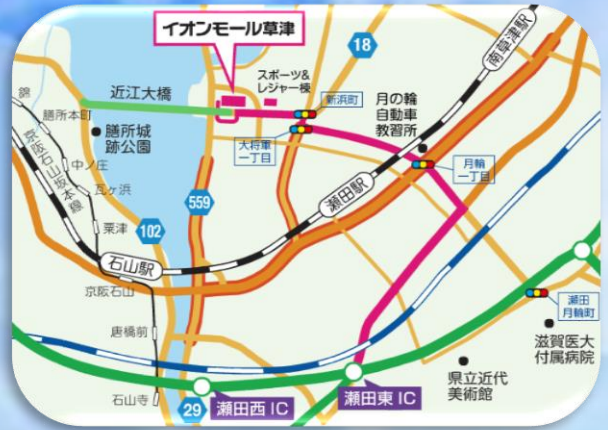 イオンモール草津
18
南草津駅
近江大橋
スポーツ&
レジャー棟
新浜町
月の輪
自動車
教習所
錦
膳所本町
膳所城
跡公園
大将軍
一丁目
月輪
一丁目
京阪石山坂本線
中ノ庄
瓦ヶ浜
559
瀬田駅
粟津
102
石山駅
京阪石山
瀬田
月輪町
唐橋前
滋賀医大
付属病院
県立近代
美術館
石山寺
29
瀬田西IC
瀬田東IC